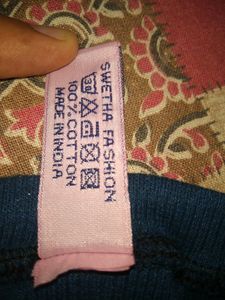 SWETHA FASHION
100% COTTON
MADE IN INDIA